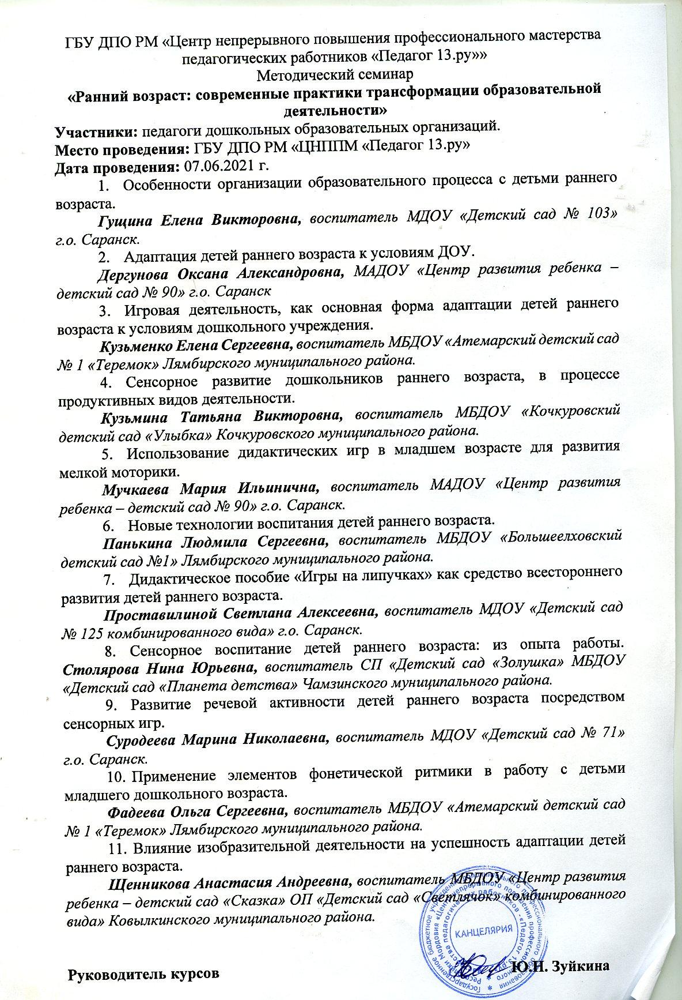 ГБУ ДПО РМ «Центр непрерывного повышения профессионального мастерства
педагогических работников «Педагог 13.ру»»
Методический семинар
«Ранний возраст: современные практики трансформации образовательной
деятельности»
Участники: педагоги дошкольных образовательных организаций.
Место проведения: ГБУ ДПО РМ «ЦНППМ «Педагог 13.ру»
Дата проведения: 07.06.2021 г.
1. Особенности организации образовательного процесса с детьми раннего
возраста.
Гущина Елена Викторовна, воспитатель МДОУ «Детский сад № 103»
г.о. Саранск.
2. Адаптация детей раннего возраста к условиям ДОУ.
Дергунова Оксана Александровна, МАДОУ «Центр развития ребенка –
детский сад № 90» г.о. Саранск
3. Игровая деятельность, как основная форма адаптации детей раннего
возраста к условиям дошкольного учреждения.
Кузьменко Елена Сергеевна, воспитатель МБДОУ «Атемарский детский сад
№ 1 «Теремок» Лямбирского муниципального района.
4. Сенсорное развитие дошкольников раннего возраста, в процессе
продуктивных видов деятельности.
Кузьмина Татьяна Викторовна, воспитатель МБДОУ «Кочкуровский
детский сад «Улыбка» Кочкуровского муниципального района.
5. Использование дидактических игр в младшем возрасте для развития
мелкой моторики.
Мучкаева Мария Ильинична, воспитатель МАДОУ «Центр развития
ребенка – детский сад № 90» г.о. Саранск.
6. Новые технологии воспитания детей раннего возраста.
Панькина Людмила Сергеевна, воспитатель МБДОУ «Большеелховский
детский сад №1» Лямбирского муниципального района.
7. Дидактическое пособие «Игры на липучках» как средство всестороннего
развития детей раннего возраста.
Проставилиной Светлана Алексеевна, воспитатель МДОУ «Детский сад
№ 125 комбинированного вида» г.о. Саранск.
8. Сенсорное воспитание детей раннего возраста: из опыта работы.
Столярова Нина Юрьевна, воспитатель СП «Детский сад «Золушка» МБДОУ
«Детский сад «Планета детства» Чамзинского муниципального района.
9. Развитие речевой активности детей раннего возраста посредством
сенсорных игр.
Суродеева Марина Николаевна, воспитатель МДОУ «Детский сад № 71»
г.о. Саранск.
10. Применение элементов фонетической ритмики в работу с детьми
младшего дошкольного возраста.
Фадеева Ольга Сергеевна, воспитатель МБДОУ «Атемарский детский сад
№ 1 «Теремок» Лямбирского муниципального района.
11. Влияние изобразительной деятельности на успешность адаптации детей
раннего возраста.
Щенникова Анастасия Андреевна, воспитатель МБДОУ «Центр развития
ребенка – детский сад «Сказка» ОП «Детский сад «Светлячок» комбинированного
вида» Ковылкинского муниципального района.
КАНЦЕЛЯРИЯ
Руководитель курсов Ю.Н. Зуйкина